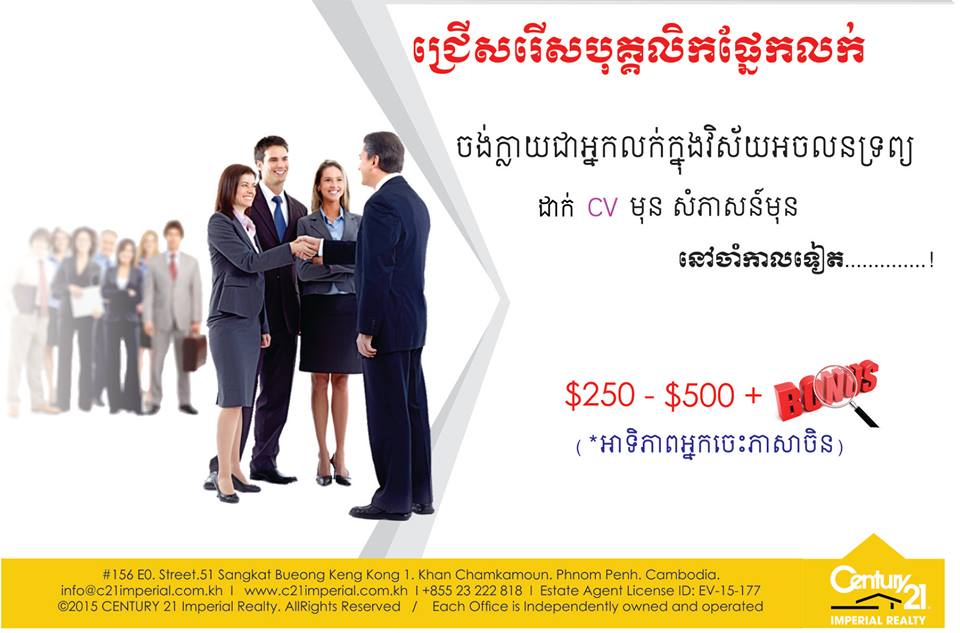 ជ្រើសរើសបុគ្គលិកផ្នែកលក់
ចង់ក្លាយជាអ្នកលក់ក្នុងវិស័យអចលនទ្រព្យ
ដាក់ CV មុន សំភាសន៍មុន
នៅចាំកាលទៀត..............!
$250 - $500 + BONUS
( *អាទិភាពអ្នកចេះភាសាចិន)
#156 E0. Street.51 Sangkat Bueong Keng Kong 1. Khan Chamkamoun. Phnom Penh. Cambodia.
info@c21imperial.com.kh I www.c21imperial.com.kh I +855 23 222 818 I Estate Agent License ID: EV-15-177
©2015 CENTURY 21 Imperial Realty. AllRights Reserved / Each Office is Independently owned and operated
Century 21
IMPERIAL REALTY